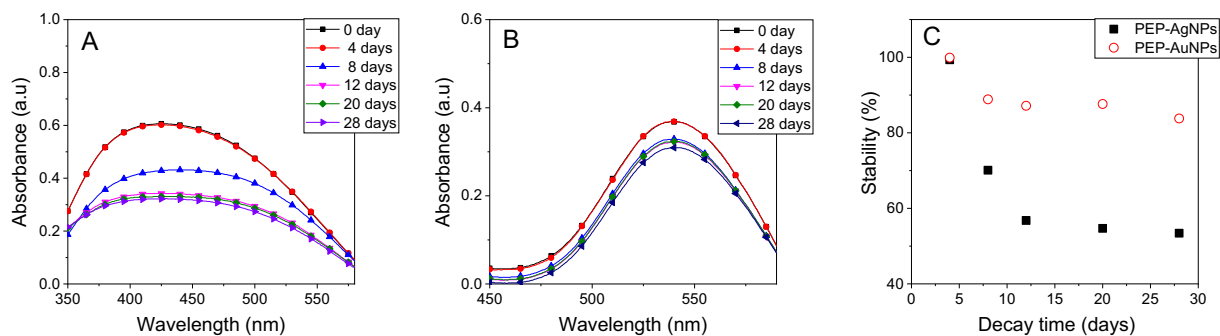 A
0 day
4 days
8 days
12 days
20 days
28 days
Absorbance (a.u)
1.0
0.8
0.6
0.4
0.2
0.0
350
400
450
500
550
Wavelength (nm)
B
0 day
4 days
8 days
12 days
20 days
28 days
Absorbance (a.u)
0.6
0.4
0.2
0.0
450
500
550
Wavelength (nm)
C
PEP-AgNPs
PEP-AuNPs
Stability (%)
100
80
60
40
0
5
10
15
20
25
30
Decay time (days)